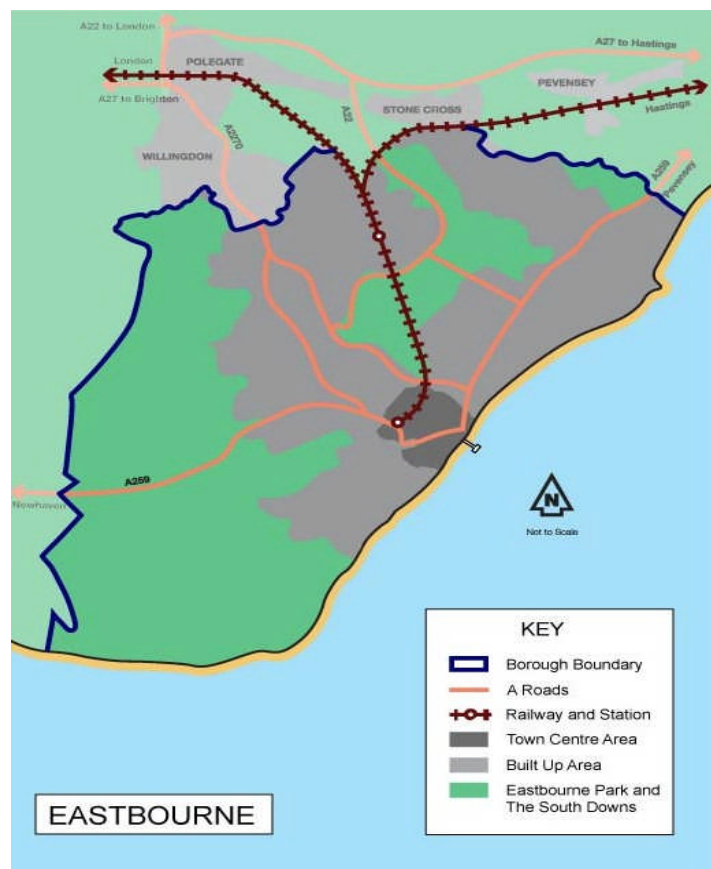 A22 to London
A27 to Hastings
London
POLEGATE
PEVENSEY
A27 to Brighton
A22
STONE CROSS
Hastings
A2270
WILLINGDON
A259
Pevensey
A259
Newhaven
N
Not to Scale
KEY
Borough Boundary
A Roads
Railway and Station
Town Centre Area
Built Up Area
Eastbourne Park and
The South Downs
EASTBOURNE